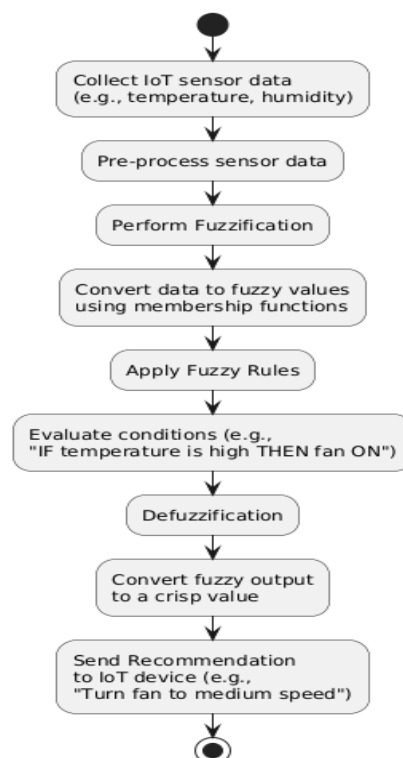 Collect IoT sensor data
(e.g., temperature, humidity)
Pre-process sensor data
Perform Fuzzification
Convert data to fuzzy values
using membership functions
Apply Fuzzy Rules
Evaluate conditions (e.g.,
"IF temperature is high THEN fan ON")
Defuzzification
Convert fuzzy output
to a crisp value
Send Recommendation
to IoT device (e.g.,
"Turn fan to medium speed")